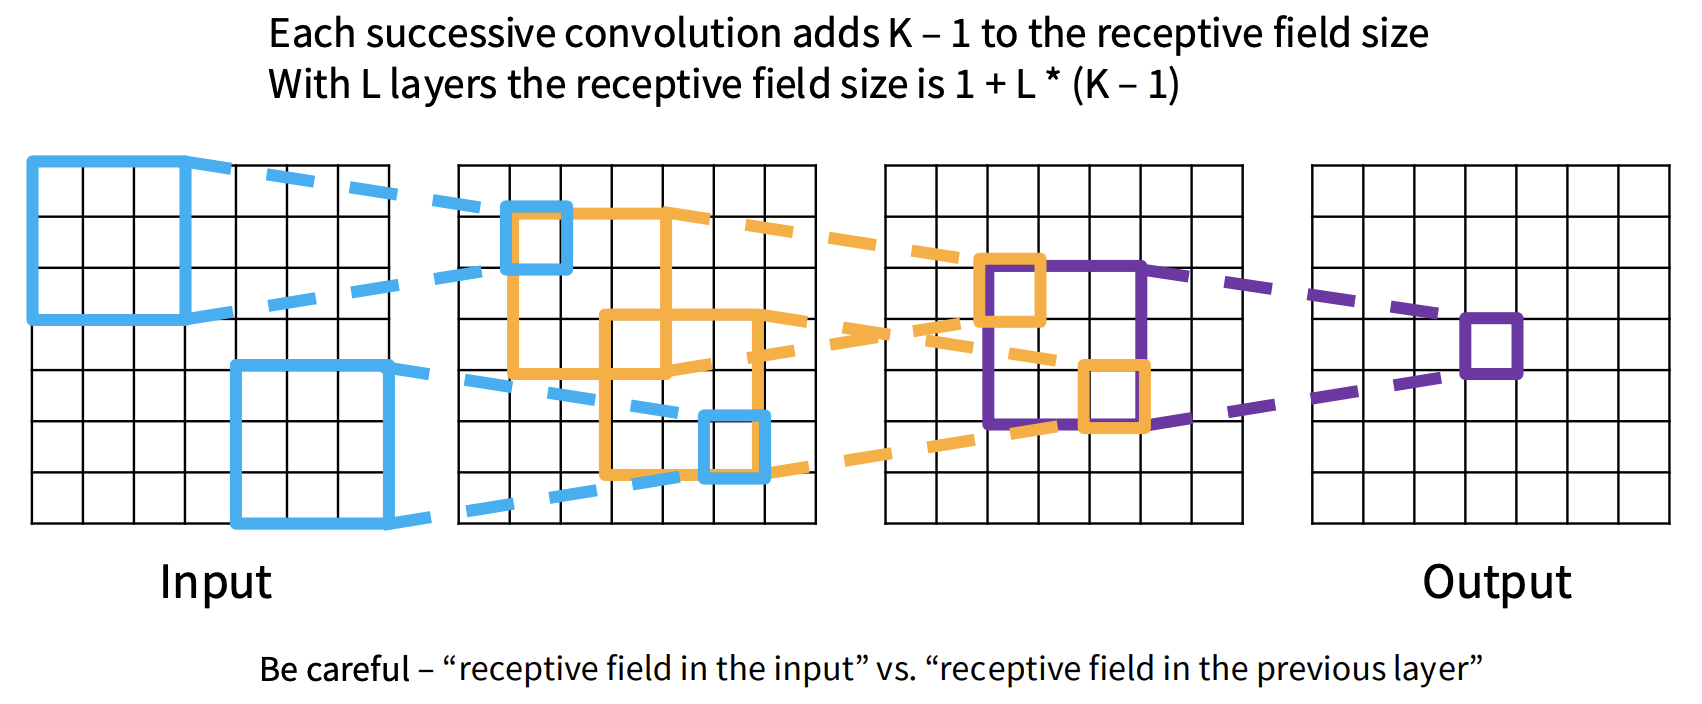 Each successive convolution adds K – 1 to the receptive field size
With L layers the receptive field size is 1 + L * (K – 1)
Input
Output
Be careful – “receptive field in the input” vs. “receptive field in the previous layer”